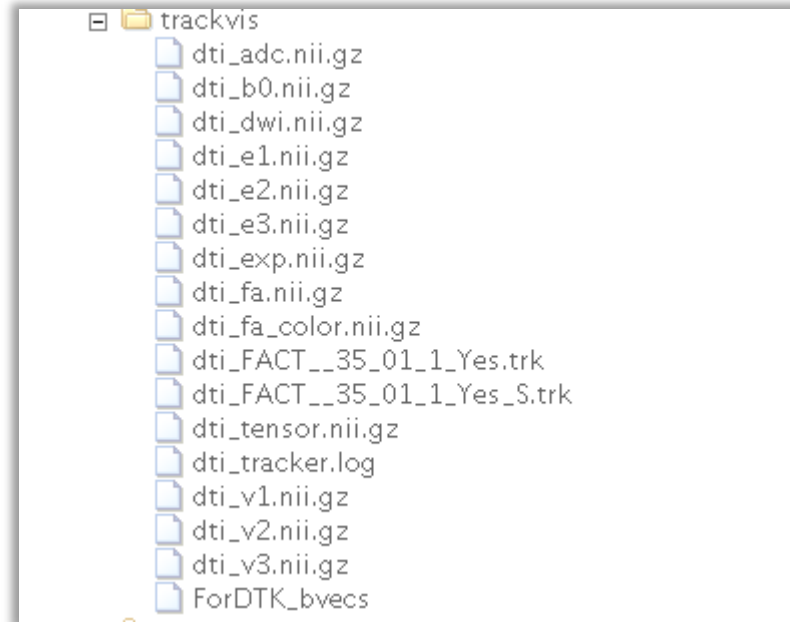 trackvis
dti_adc.nii.gz
dti_b0.nii.gz
dti_dwi.nii.gz
dti_e1.nii.gz
dti_e2.nii.gz
dti_e3.nii.gz
dti_exp.nii.gz
dti_fa.nii.gz
dti_fa_color.nii.gz
dti_FACT__35_01_1_Yes.trk
dti_FACT__35_01_1_Yes_S.trk
dti_tensor.nii.gz
dti_tracker.log
dti_v1.nii.gz
dti_v2.nii.gz
dti_v3.nii.gz
ForDTK_bvecs